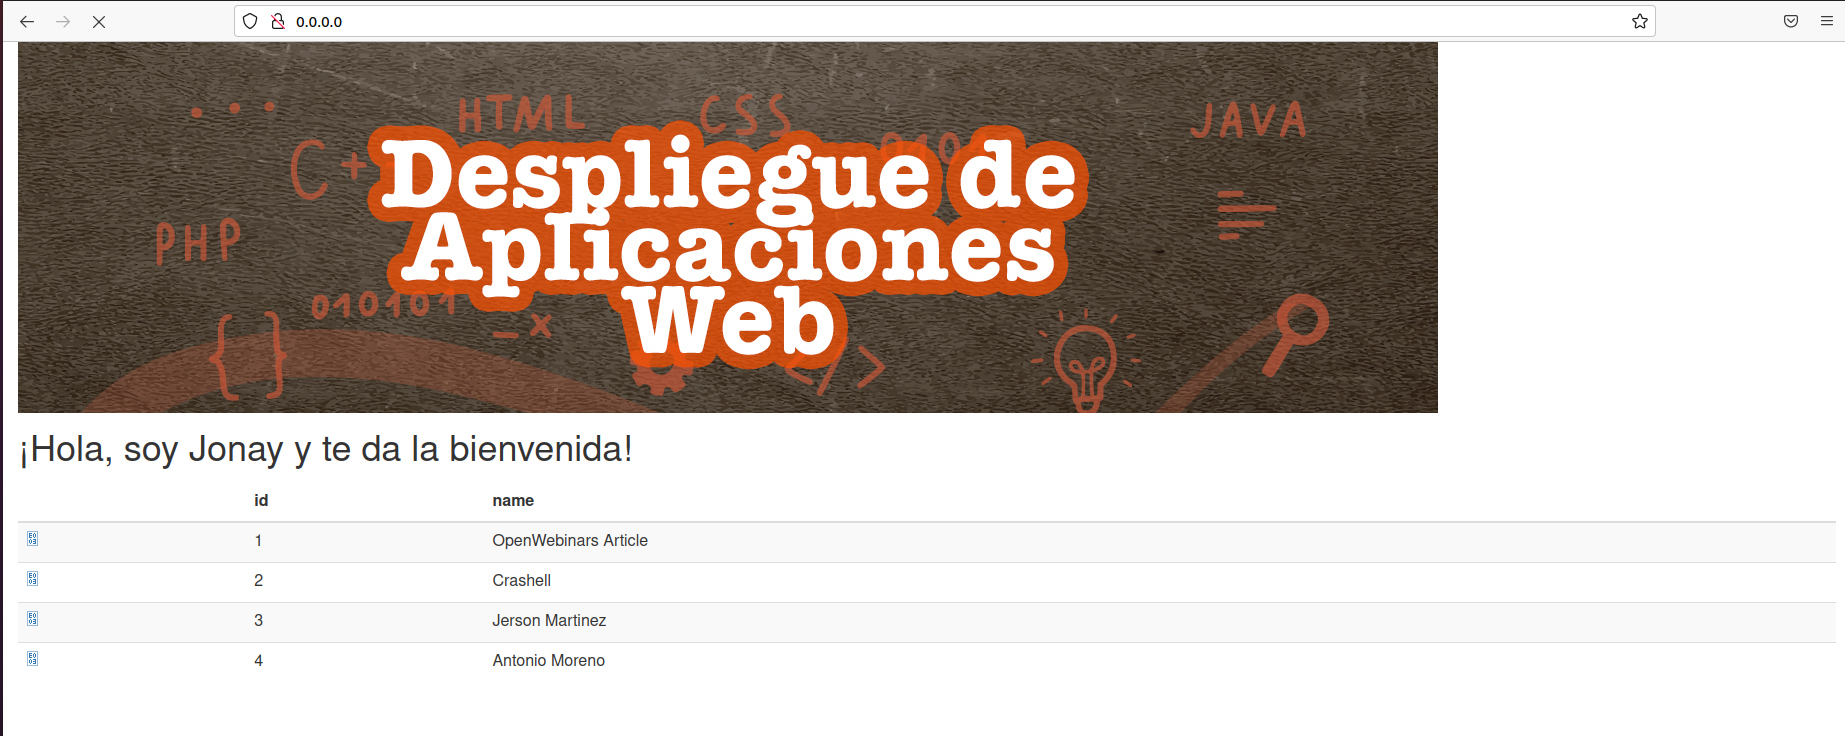 0.0.0.0
HTML CSS JAVA
C+ 010
Despliegue de
Aplicaciones
Web
PHP
010101
{ }
</>
¡Hola, soy Jonay y te da la bienvenida!
id name
1 OpenWebinars Article
2 Crashell
3 Jerson Martinez
4 Antonio Moreno